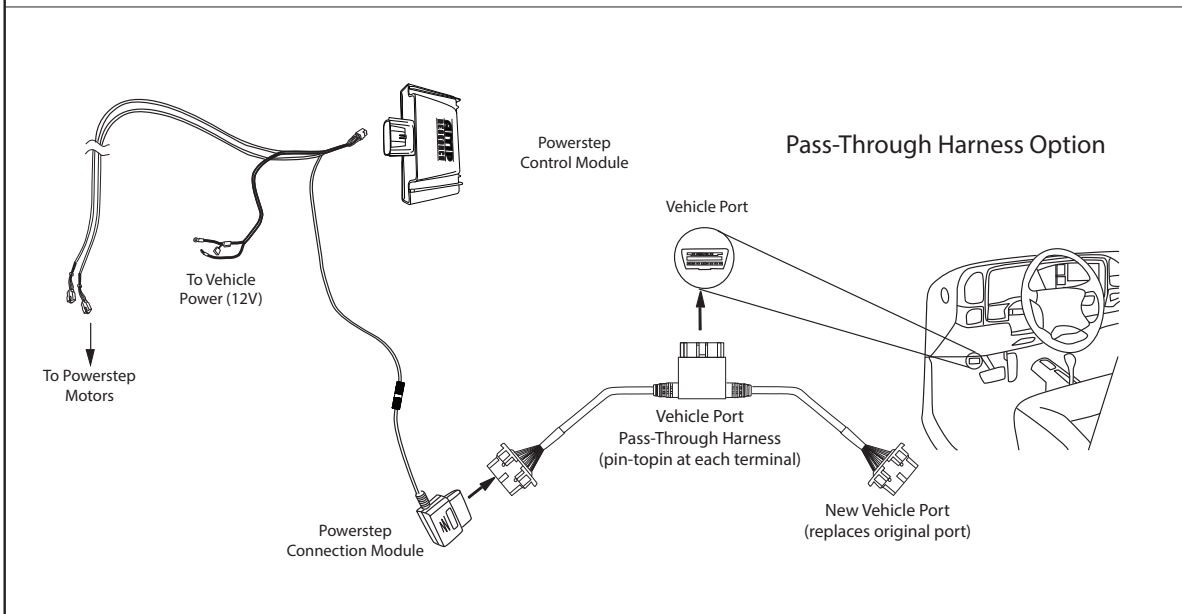 Pass-Through Harness Option
Powerstep
Control Module
Vehicle Port
To Vehicle
Power (12V)
To Powerstep
Motors
Vehicle Port
Pass-Through Harness
(pin-topin at each terminal)
New Vehicle Port
(replaces original port)
Powerstep
Connection Module